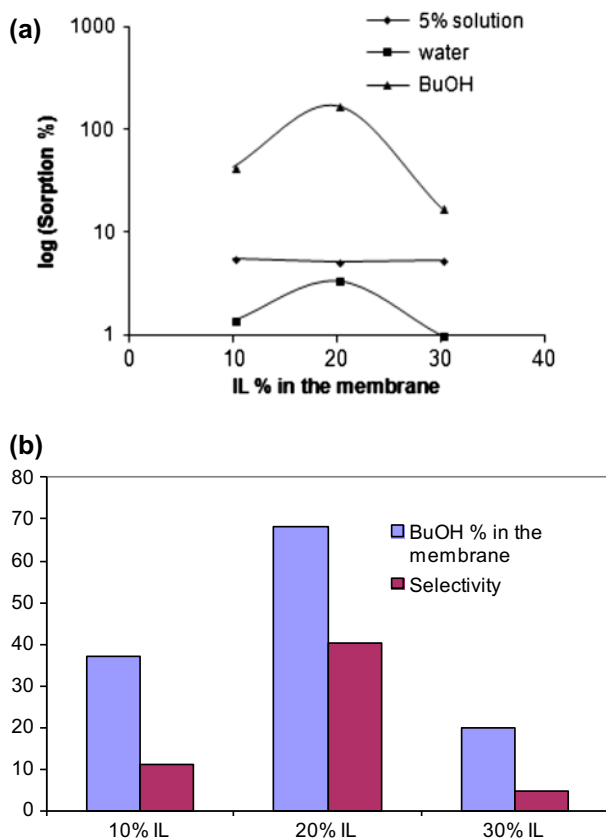 (a)
1000
100
10
1
log (Sorption %)
0
10
20
30
40
IL % in the membrane
5% solution
water
BuOH
(b)
80
70
60
50
40
30
20
10
0
BuOH % in the
membrane
Selectivity
10% IL
20% IL
30% IL